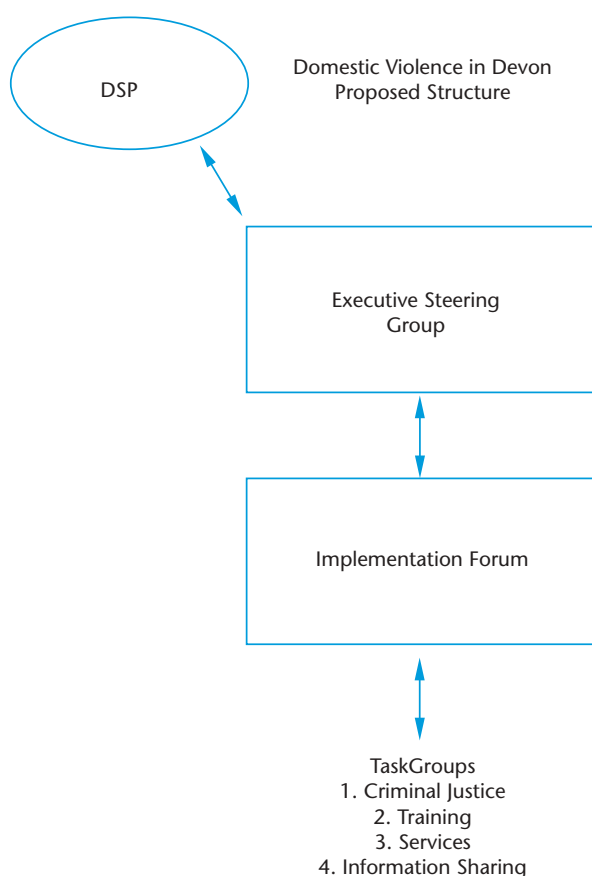 DSP
Domestic Violence in Devon
Proposed Structure
Executive Steering
Group
Implementation Forum
TaskGroups
1. Criminal Justice
2. Training
3. Services
4. Information Sharing